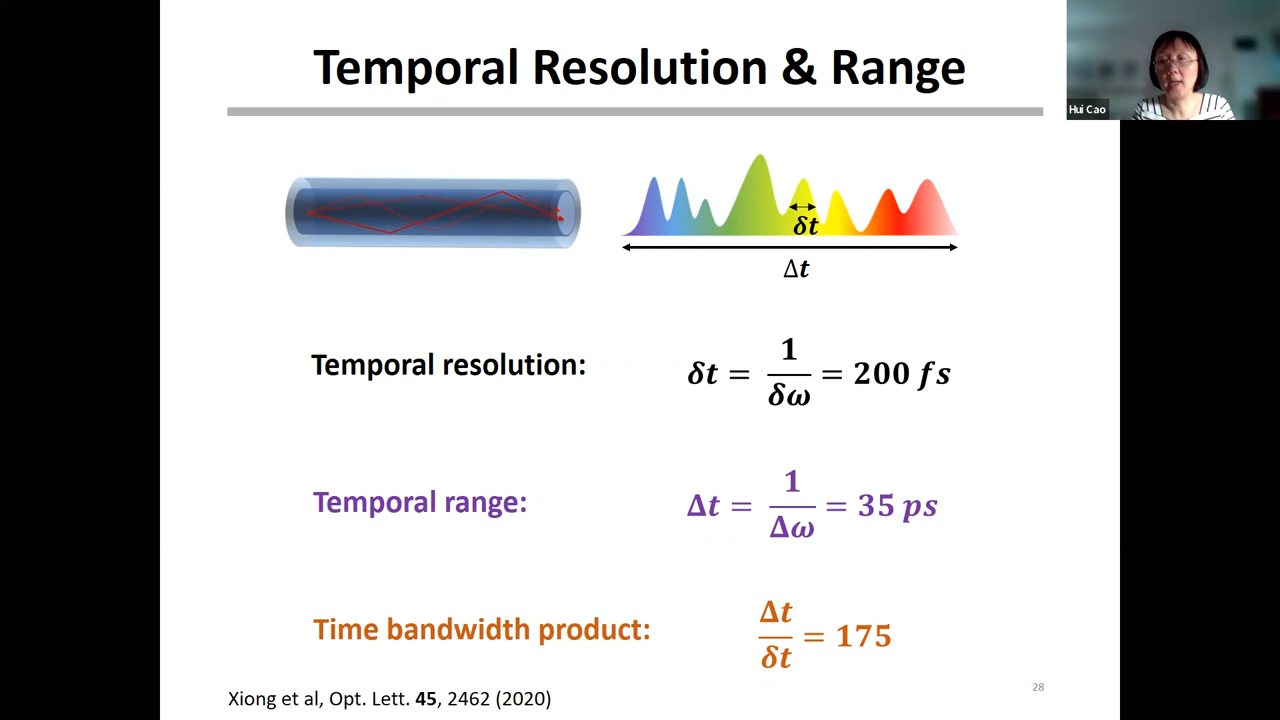 Temporal Resolution & Range
Hui Cao
δt
Δt
Temporal resolution: δt = 1/δω = 200 fs
Temporal range: Δt = 1/Δω = 35 ps
Time bandwidth product: Δt/δt = 175
28
Xiong et al, Opt. Lett. 45, 2462 (2020)